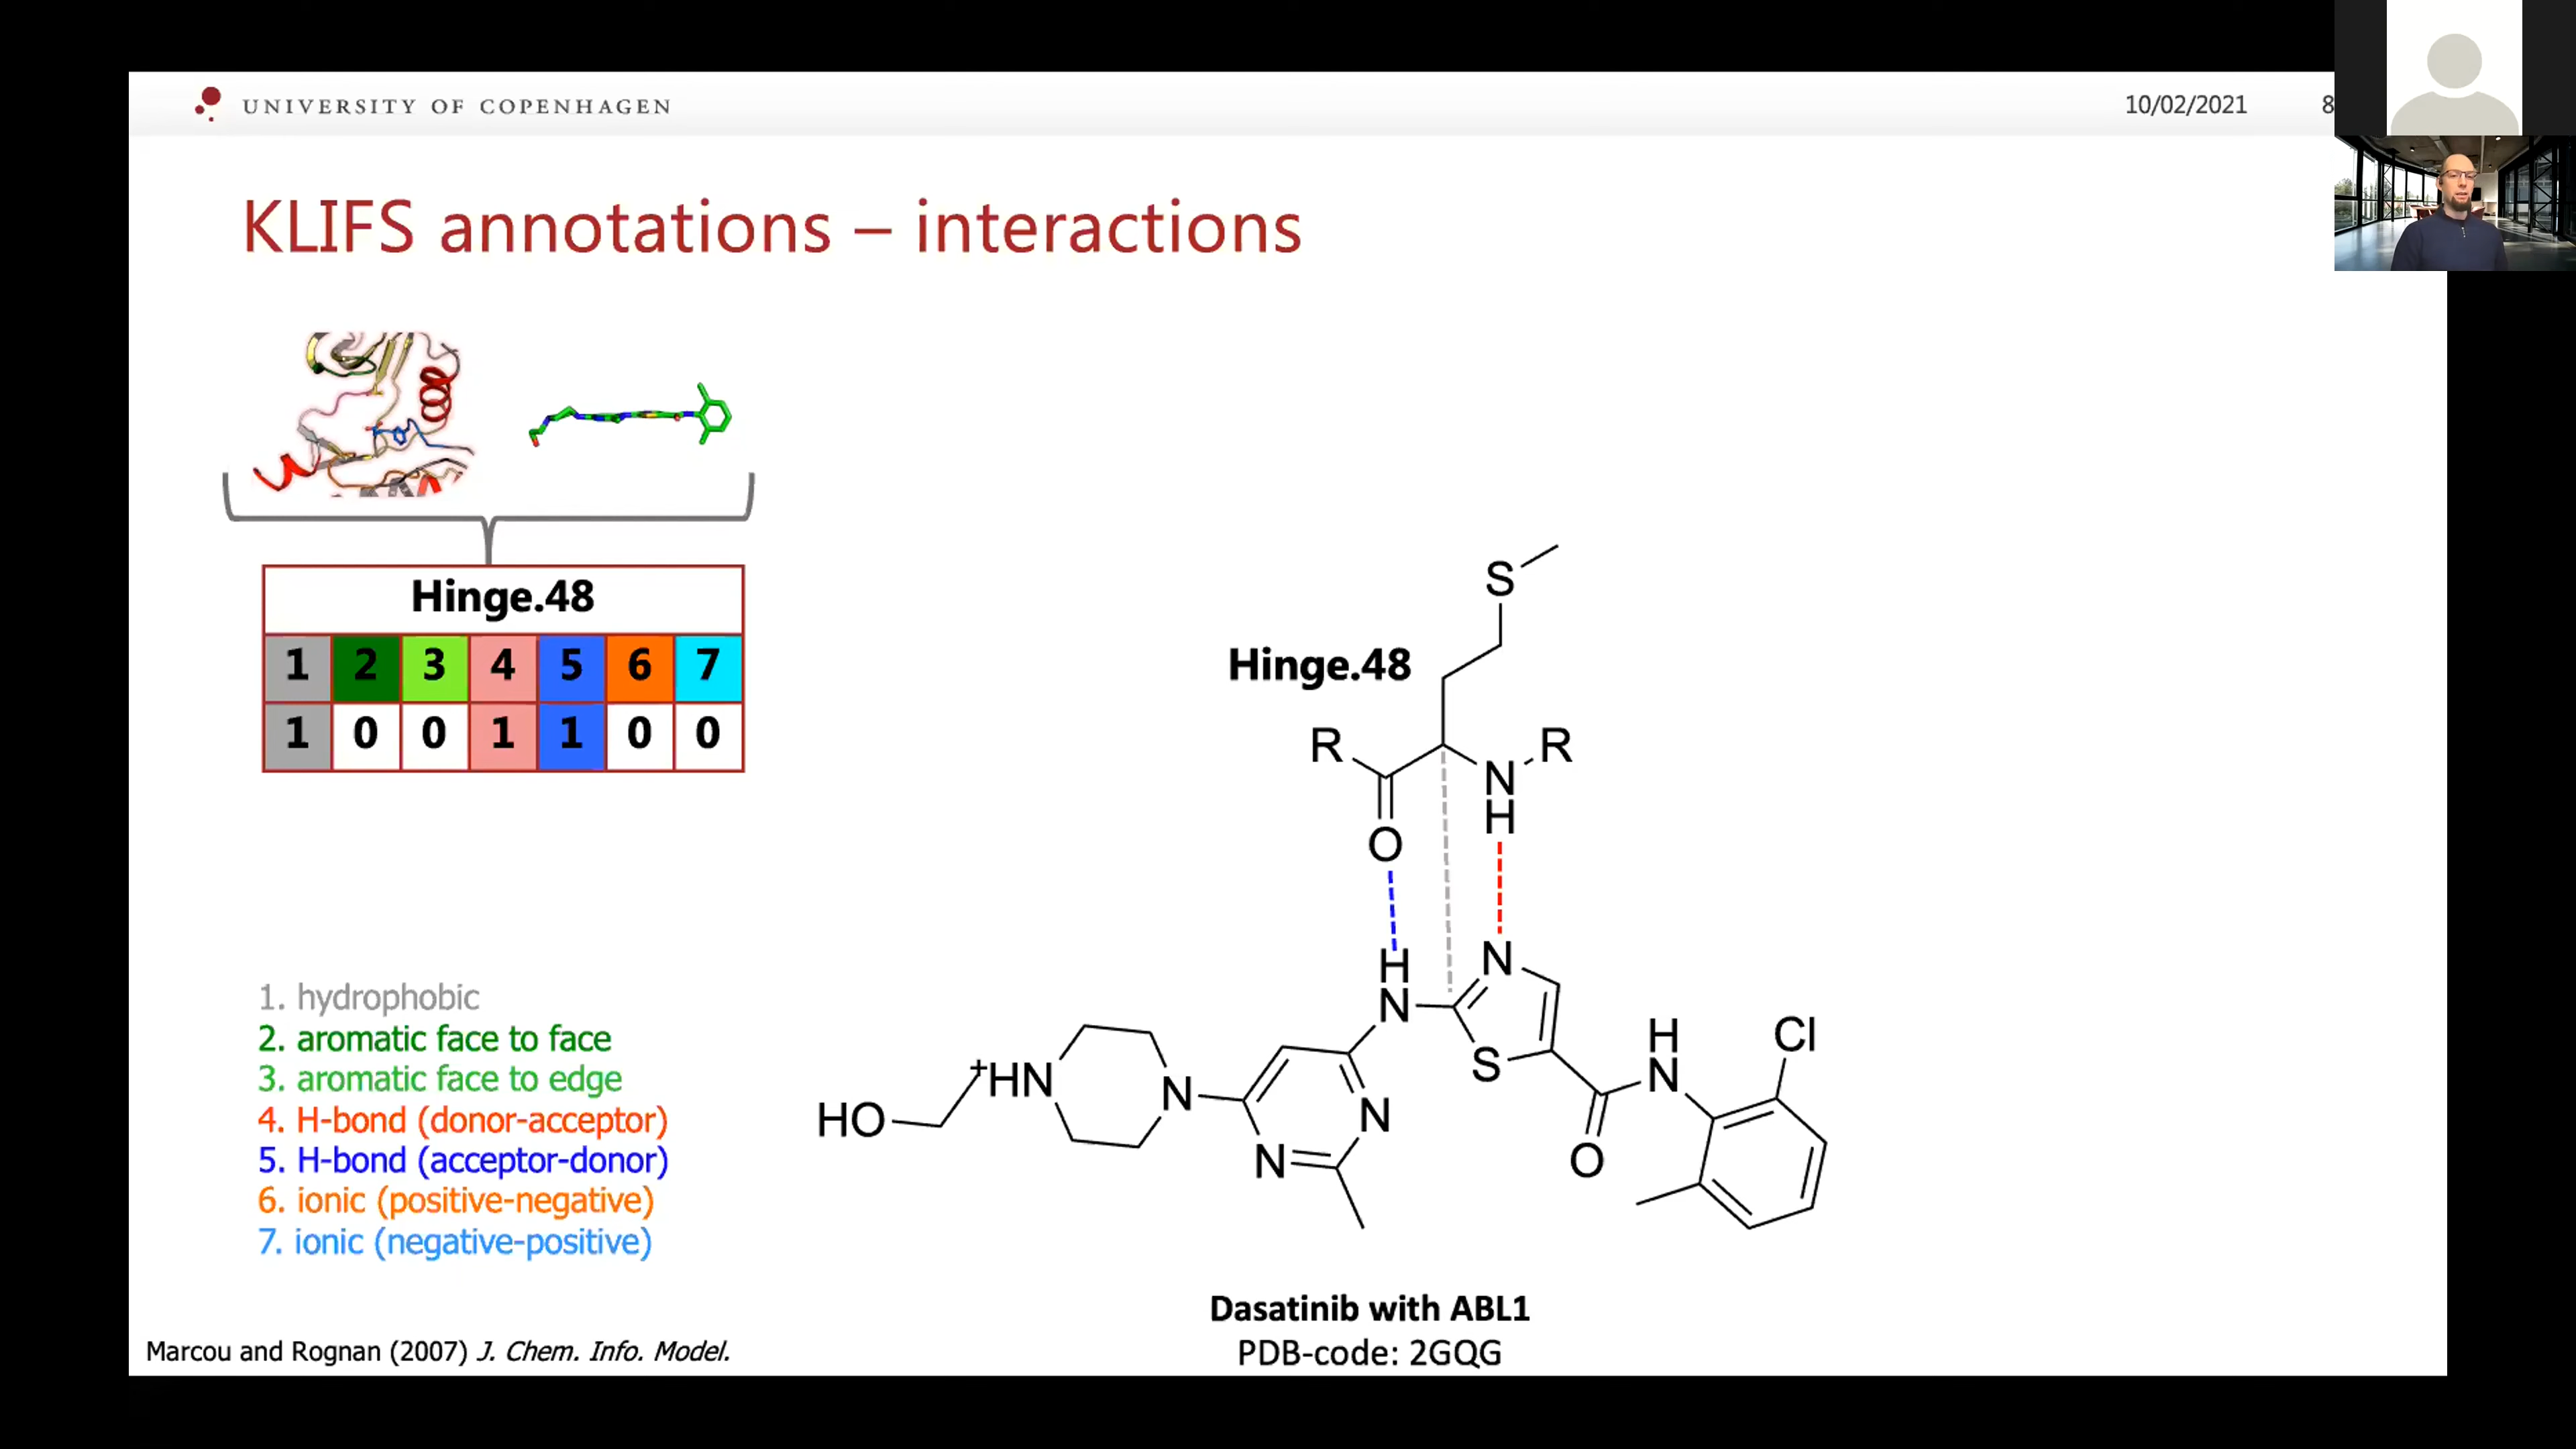 UNIVERSITY OF COPENHAGEN
10/02/2021 8
KLIFS annotations – interactions
Hinge.48
1 2 3 4 5 6 7
1 0 0 1 1 0 0
1. hydrophobic
2. aromatic face to face
3. aromatic face to edge
4. H-bond (donor-acceptor)
5. H-bond (acceptor-donor)
6. ionic (positive-negative)
7. ionic (negative-positive)
Marcou and Rognan (2007) J. Chem. Info. Model.
S
Hinge.48
R
N
H
R
O
H
N
N
S
H
N
Cl
O
HO
+HN
N
N
N
Dasatinib with ABL1
PDB-code: 2GQG